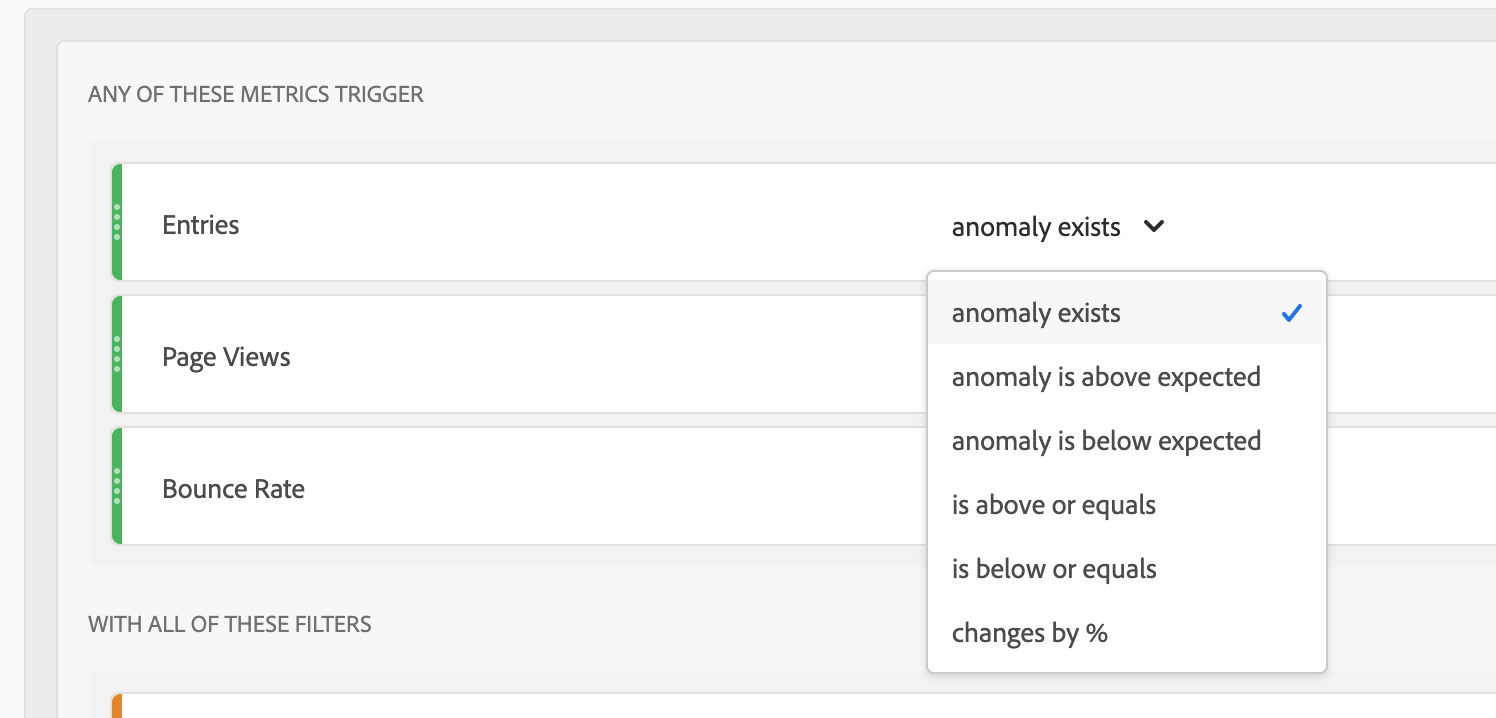 ANY OF THESE METRICS TRIGGER
Entries
anomaly exists
anomaly exists
anomaly is above expected
Page Views
anomaly is below expected
Bounce Rate
is above or equals
is below or equals
WITH ALL OF THESE FILTERS
changes by %